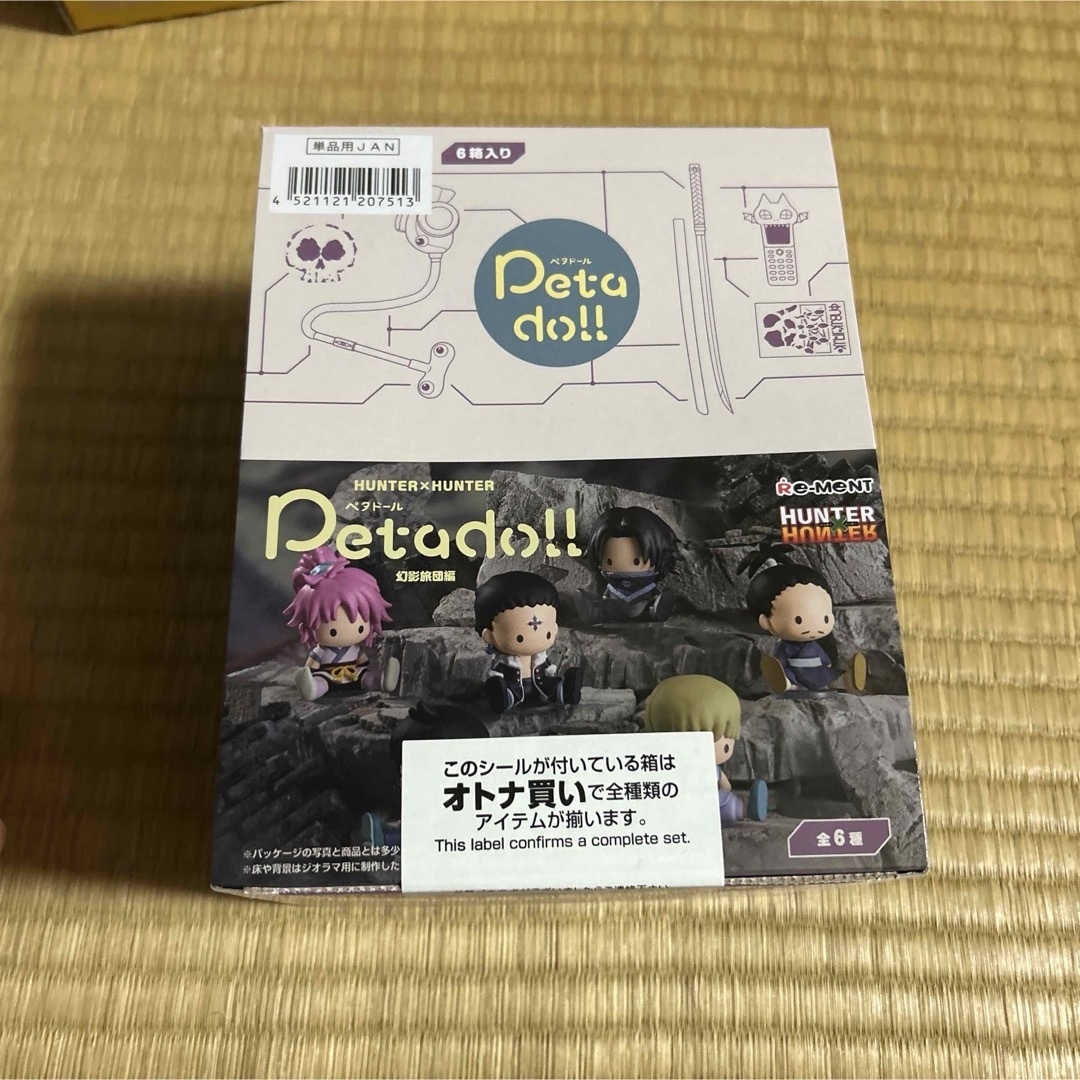 単品用JAN
4 521121 207513
6箱入り
ペタドール
Peta
do!!
HUNTER×HUNTER
ペタドール
Petado!!
幻影旅団編
Re-MENT
HUNTER
×
HUNTER
このシールが付いている箱は
オトナ買いで全種類の
アイテムが揃います。
This label confirms a complete set.
全6種
※パッケージの写真と商品とは多少
※床や背景はジオラマ用に制作した